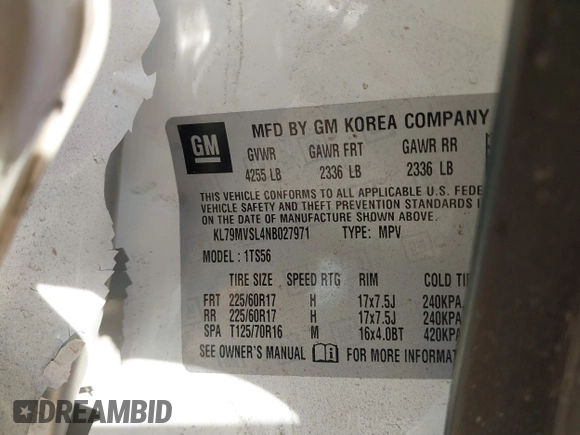 GM
MFD BY GM KOREA COMPANY
GVWR GAWR FRT GAWR RR
4255 LB 2336 LB 2336 LB
THIS VEHICLE CONFORMS TO ALL APPLICABLE U.S. FEDE
VEHICLE SAFETY AND THEFT PREVENTION STANDARDS IN
ON THE DATE OF MANUFACTURE SHOWN ABOVE.
KL79MVSL4NB027971 TYPE: MPV
MODEL : 1TS56
TIRE SIZE SPEED RTG RIM COLD TI
FRT 225/60R17 H 17x7.5J 240KPA
RR 225/60R17 H 17x7.5J 240KPA
SPA T125/70R16 M 16x4.0BT 420KPA
SEE OWNER'S MANUAL FOR MORE INFORMAT
DREAMBID